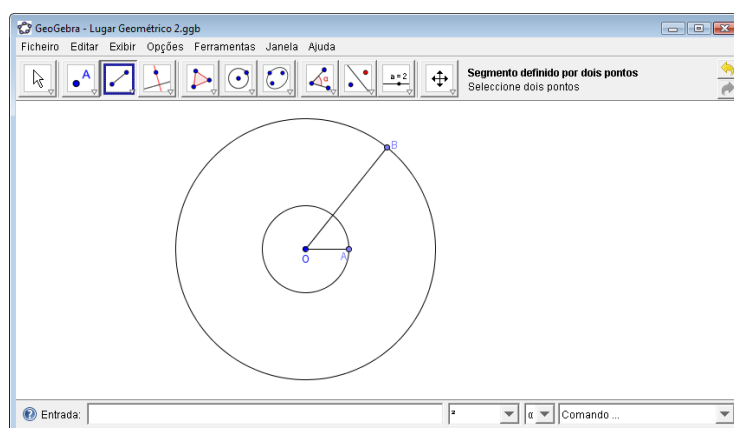 GeoGebra - Lugar Geométrico 2.ggb
Ficheiro Editar Exibir Opções Ferramentas Janela Ajuda
A
α
a = 2
Segmento definido por dois pontos
Seleccione dois pontos
B
O
A
Entrada:
²
α
Comando ...